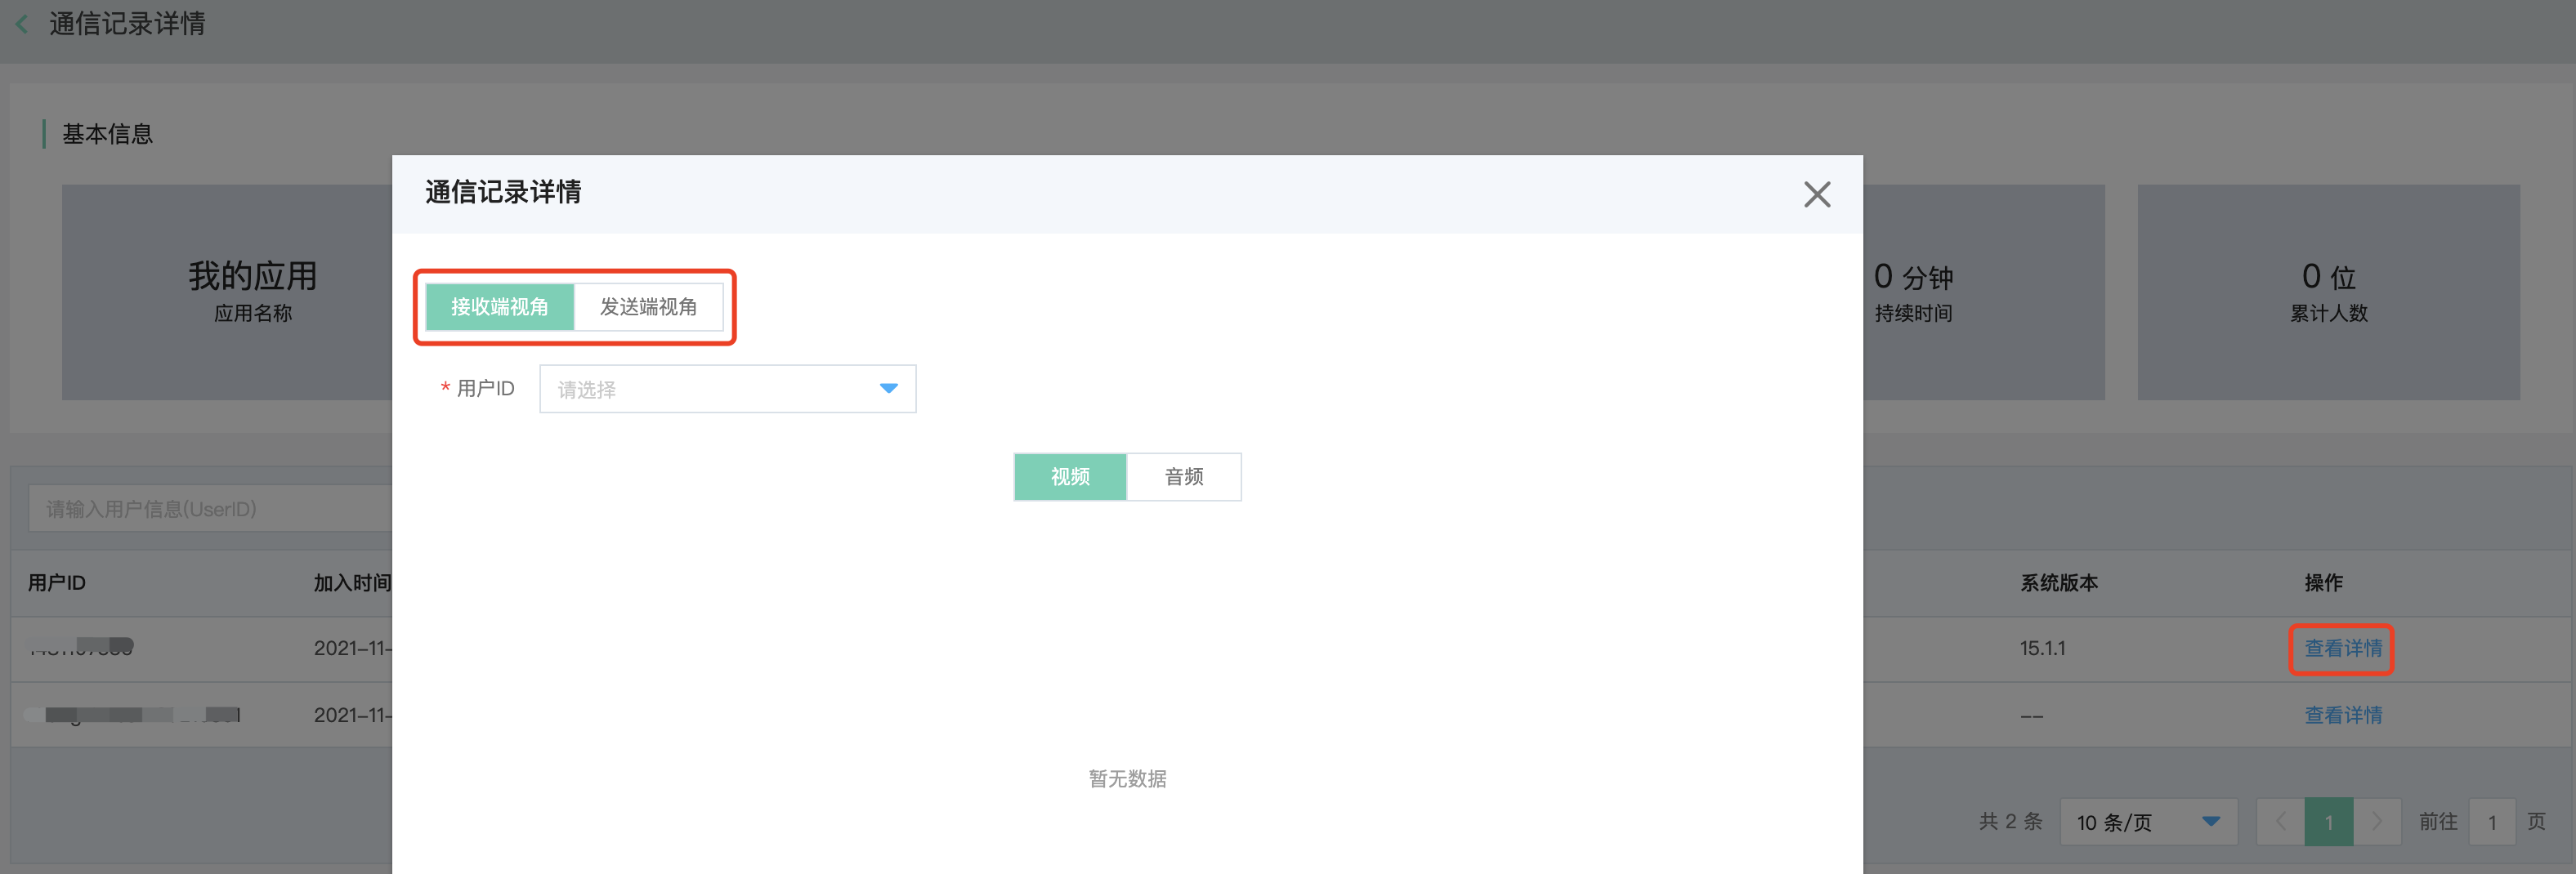 通信记录详情
基本信息
我的应用
应用名称
0 分钟
持续时间
0 位
累计人数
通信记录详情
接收端视角 发送端视角
* 用户ID 请选择
视频 音频
暂无数据
请输入用户信息(UserID)
用户ID 加入时间 系统版本 操作
2021-11- 15.1.1 查看详情
2021-11- -- 查看详情
共 2 条 10 条/页 1 前往 1 页